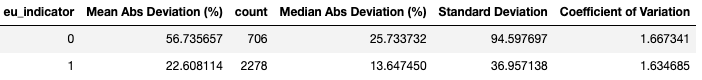 eu_indicator Mean Abs Deviation (%) count Median Abs Deviation (%) Standard Deviation Coefficient of Variation
0 56.735657 706 25.733732 94.597697 1.667341
1 22.608114 2278 13.647450 36.957138 1.634685